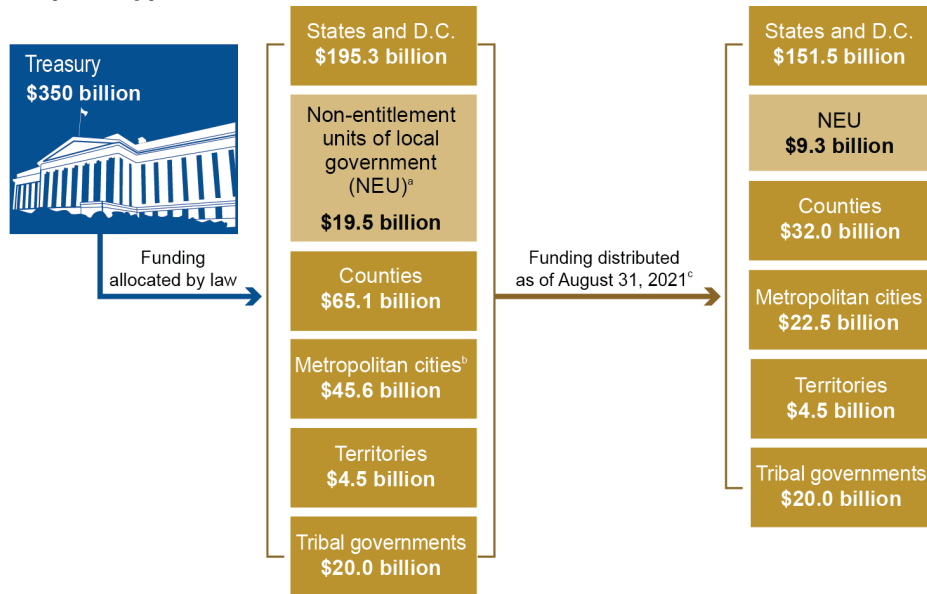 Treasury
$350 billion
Funding
allocated by law
States and D.C.
$195.3 billion
Non-entitlement
units of local
government
(NEU)a
$19.5 billion
Counties
$65.1 billion
Metropolitan citiesb
$45.6 billion
Territories
$4.5 billion
Tribal governments
$20.0 billion
Funding distributed
as of August 31, 2021c
States and D.C.
$151.5 billion
NEU
$9.3 billion
Counties
$32.0 billion
Metropolitan cities
$22.5 billion
Territories
$4.5 billion
Tribal governments
$20.0 billion